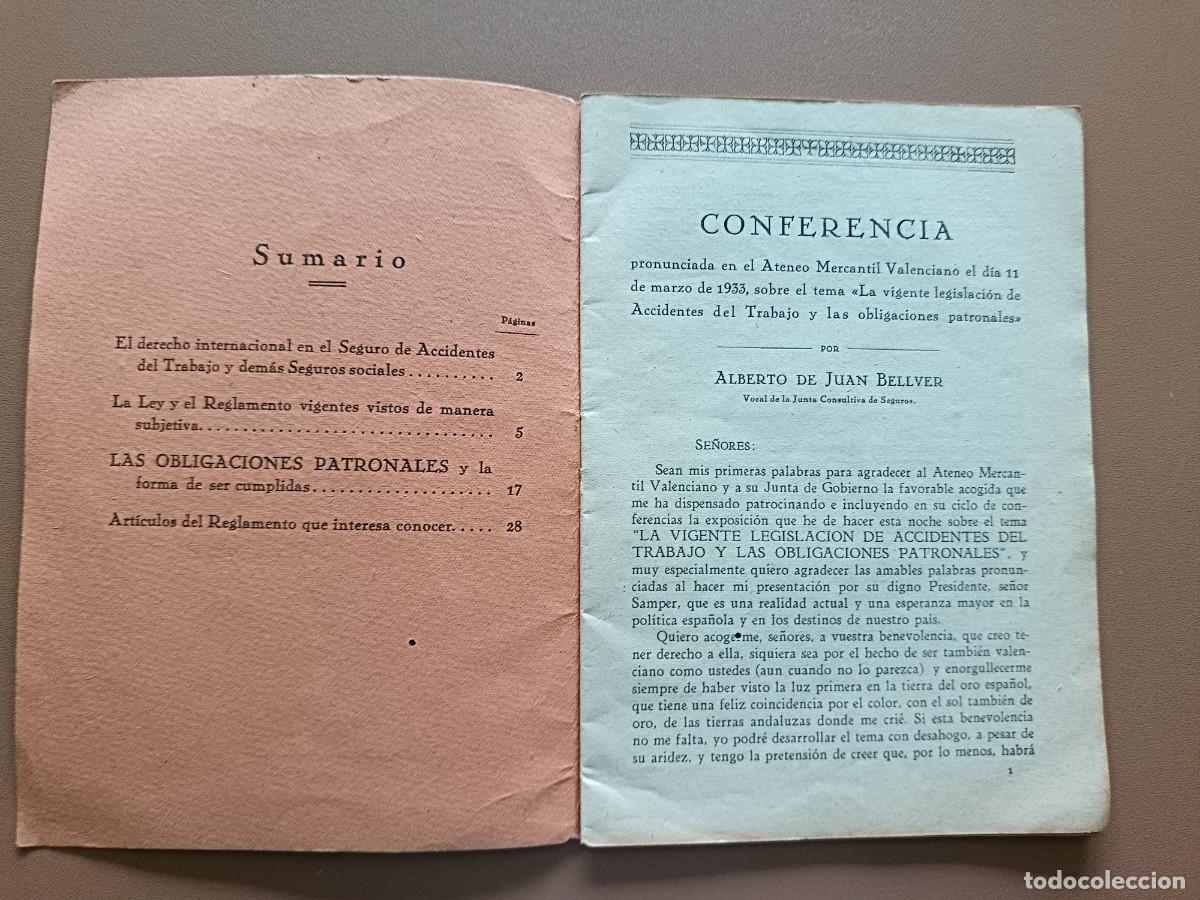 Sumario
Páginas
El derecho internacional en el Seguro de Accidentes
del Trabajo y demás Seguros sociales.......... 2
La Ley y el Reglamento vigentes vistos de manera
subjetiva................................ 5
LAS OBLIGACIONES PATRONALES y la
forma de ser cumplidas.................... 17
Artículos del Reglamento que interesa conocer..... 28
CONFERENCIA
pronunciada en el Ateneo Mercantil Valenciano el día 11
de marzo de 1933, sobre el tema «La vigente legislación de
Accidentes del Trabajo y las obligaciones patronales»
POR
ALBERTO DE JUAN BELLVER
Vocal de la Junta Consultiva de Seguros.
SEÑORES:
Sean mis primeras palabras para agradecer al Ateneo Mercan-
til Valenciano y a su Junta de Gobierno la favorable acogida que
me ha dispensado patrocinando e incluyendo en su ciclo de con-
ferencias la exposición que he de hacer esta noche sobre el tema
"LA VIGENTE LEGISLACION DE ACCIDENTES DEL
TRABAJO Y LAS OBLIGACIONES PATRONALES", y
muy especialmente quiero agradecer las amables palabras pronun-
ciadas al hacer mi presentación por su digno Presidente, señor
Samper, que es una realidad actual y una esperanza mayor en la
política española y en los destinos de nuestro país.
Quiero acogerme, señores, a vuestra benevolencia, que creo te-
ner derecho a ella, siquiera sea por el hecho de ser también valen-
ciano como ustedes (aun cuando no lo parezca) y enorgullecerme
siempre de haber visto la luz primera en la tierra del oro español,
que tiene una feliz coincidencia por el color, con el sol también de
oro, de las tierras andaluzas donde me crié. Si esta benevolencia
no me falta, yo podré desarrollar el tema con desahogo, a pesar de
su aridez, y tengo la pretensión de creer que, por lo menos, habrá
1
todocoleccion